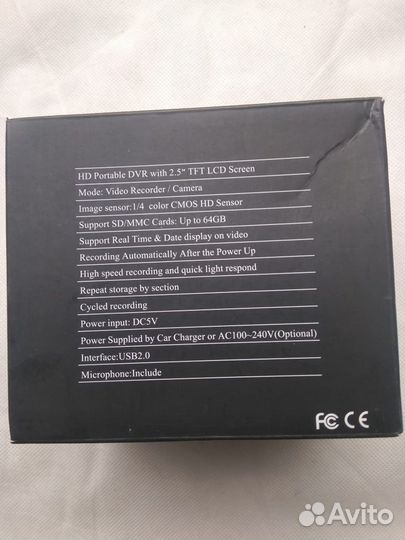 HD Portable DVR with 2.5" TFT LCD Screen
Mode: Video Recorder / Camera
Image sensor:1/4 color CMOS HD Sensor
Support SD/MMC Cards: Up to 64GB
Support Real Time & Date display on video
Recording Automatically After the Power Up
High speed recording and quick light respond
Repeat storage by section
Cycled recording
Power input: DC5V
Power Supplied by Car Charger or AC100~240V(Optional)
Interface:USB2.0
Microphone:Include
FC CE
Avito